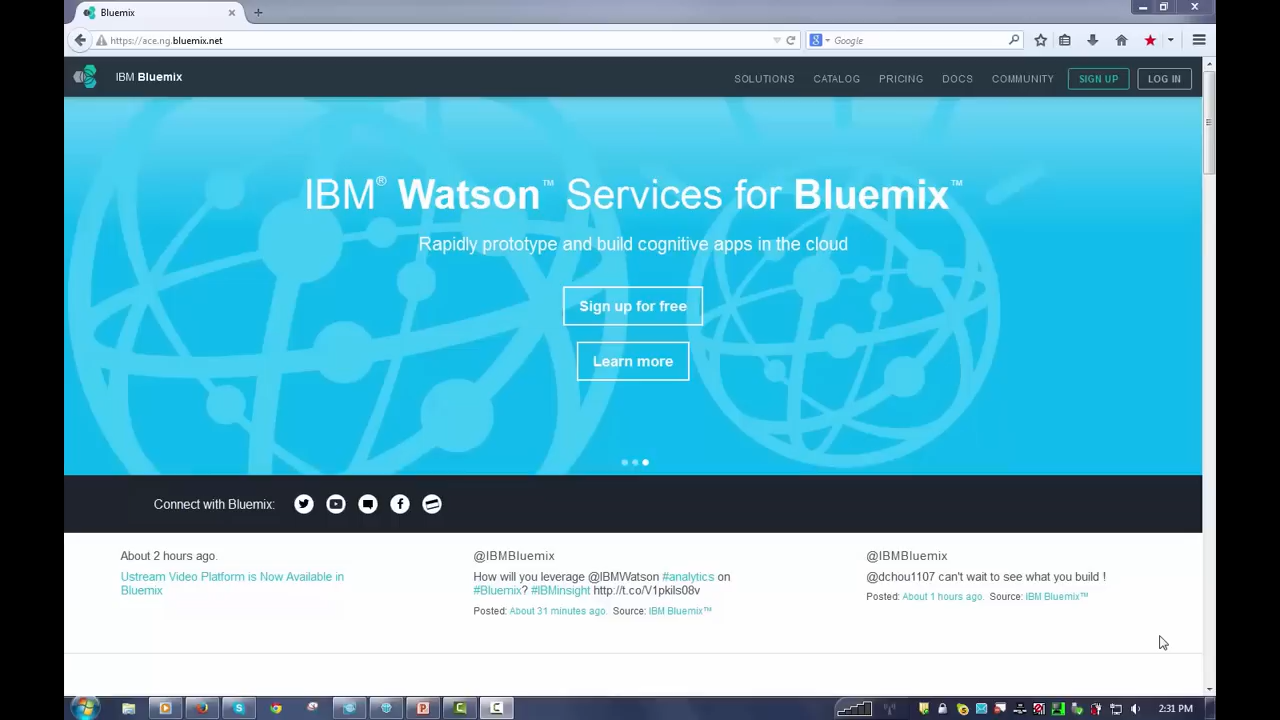 Bluemix
https://ace.ng.bluemix.net
Google
IBM Bluemix
SOLUTIONS CATALOG PRICING DOCS COMMUNITY SIGN UP LOG IN
IBM® Watson™ Services for Bluemix™
Rapidly prototype and build cognitive apps in the cloud
Sign up for free
Learn more
Connect with Bluemix:
About 2 hours ago.
Ustream Video Platform is Now Available in
Bluemix
@IBMBluemix
How will you leverage @IBMWatson #analytics on
#Bluemix? #IBMinsight http://t.co/V1pkils08v
Posted: About 31 minutes ago. Source: IBM Bluemix™
@IBMBluemix
@dchou1107 can't wait to see what you build !
Posted: About 1 hours ago. Source: IBM Bluemix™
2:31 PM